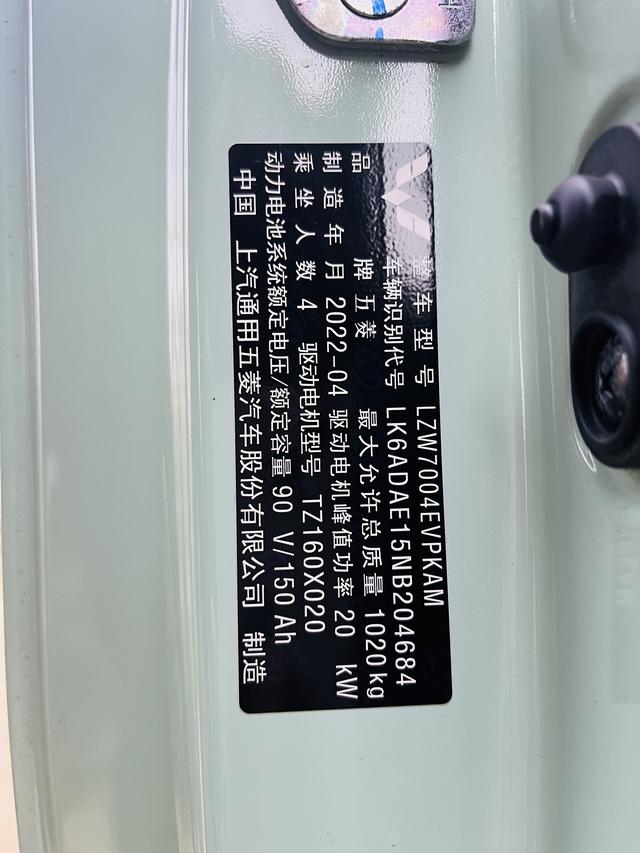 整车型号 LZW7004EVPKAM
车辆识别代号 LK6ADAE15NB204684
品牌 五菱 最大允许总质量 1020kg
制造年月 2022-04 驱动电机峰值功率 20 kW
乘坐人数 4 驱动电机型号 TZ160X020
动力电池系统额定电压/额定容量 90 V/150 Ah
中国 上汽通用五菱汽车股份有限公司 制造